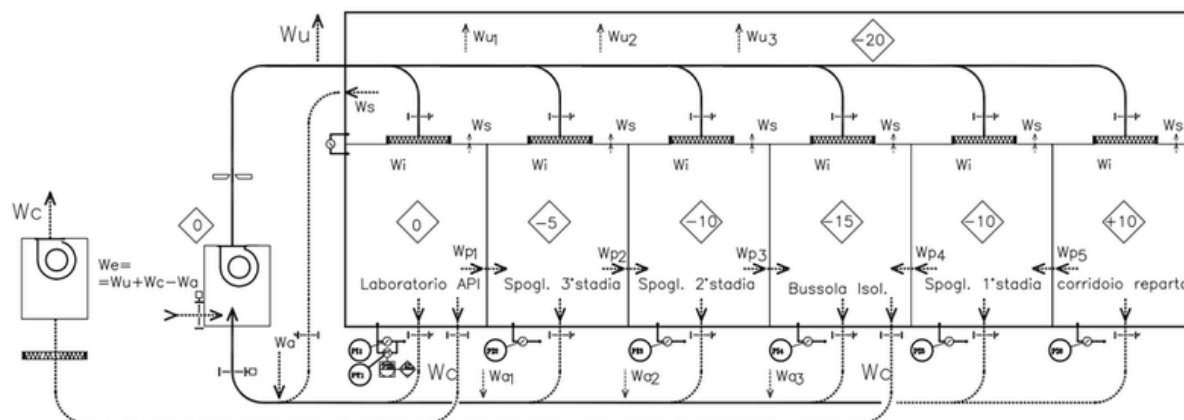 Wu
Wu1
Wu2
Wu3
-20
Ws
Ws
Ws
Ws
Ws
Ws
Ws
Wi
Wi
Wi
Wi
Wi
Wi
Wc
0
0
-5
-10
-15
-10
+10
We=
=Wu+Wc-Wa
Wp1
Wp2
Wp3
Wp4
Wp5
Laboratorio API
Spogl. 3°stadia
Spogl. 2°stadia
Bussola Isol.
Spogl. 1°stadia
corridoio reparto
Wa
Wc
Wa1
Wa2
Wa3
Wc